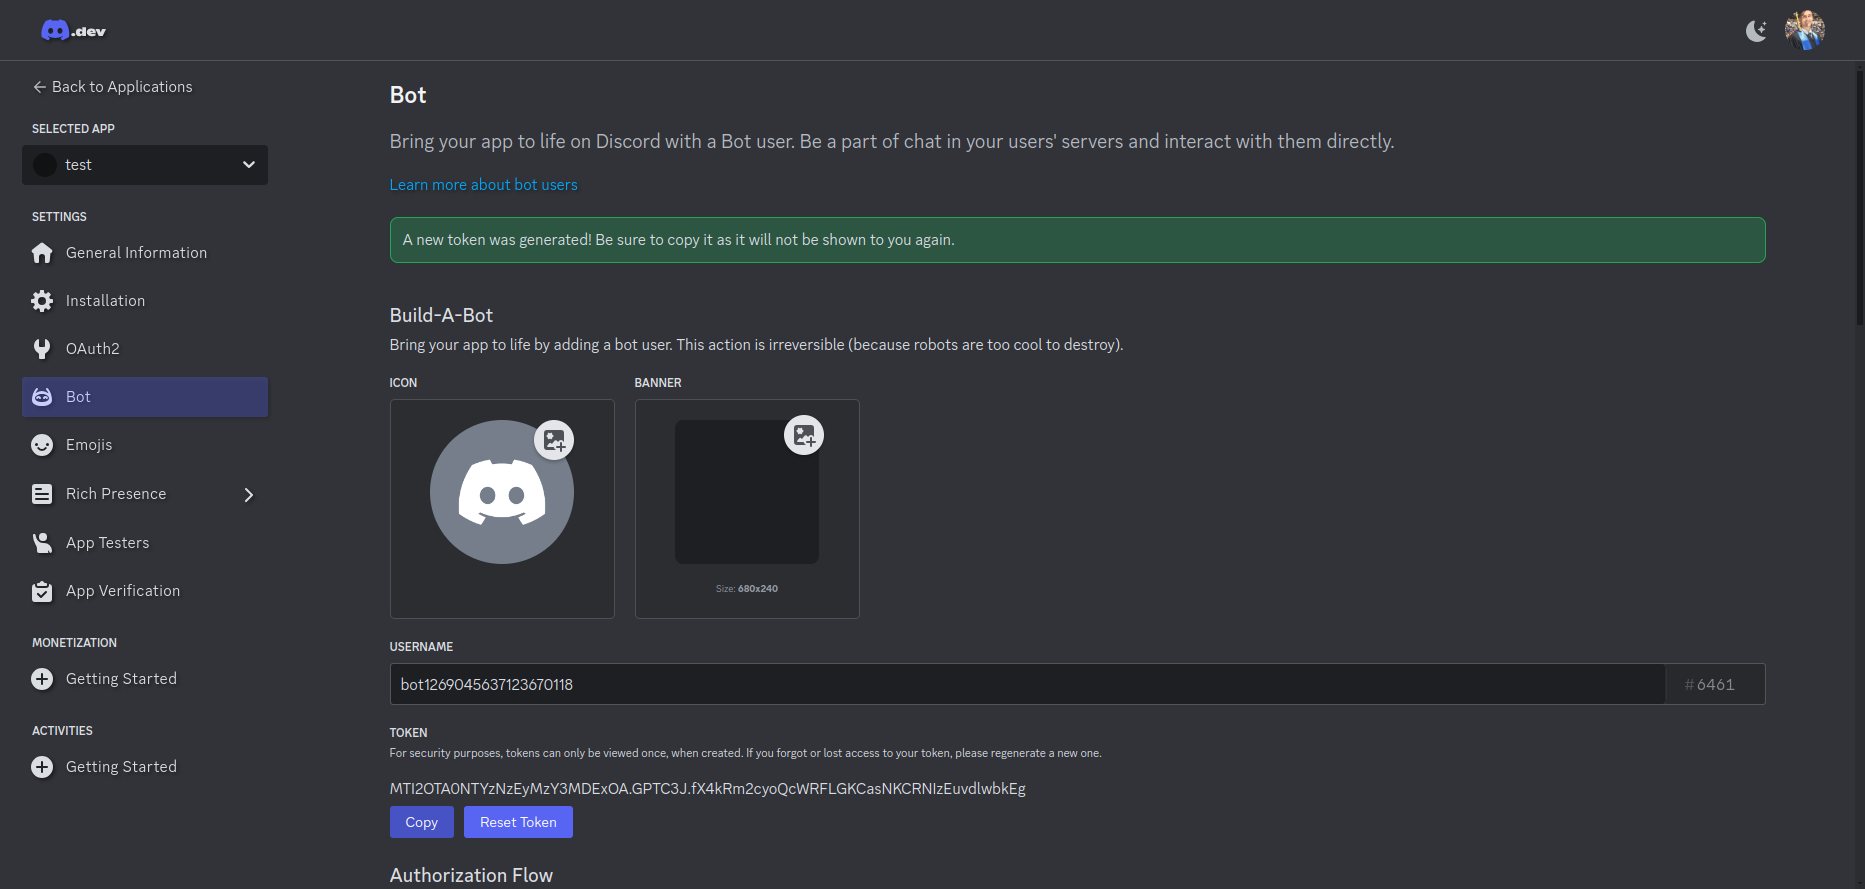 .dev
Back to Applications
SELECTED APP
test
SETTINGS
General Information
Installation
OAuth2
Bot
Emojis
Rich Presence
App Testers
App Verification
MONETIZATION
Getting Started
ACTIVITIES
Getting Started
Bot
Bring your app to life on Discord with a Bot user. Be a part of chat in your users' servers and interact with them directly.
Learn more about bot users
A new token was generated! Be sure to copy it as it will not be shown to you again.
Build-A-Bot
Bring your app to life by adding a bot user. This action is irreversible (because robots are too cool to destroy).
ICON
BANNER
Size: 680x240
USERNAME
bot1269045637123670118
#6461
TOKEN
For security purposes, tokens can only be viewed once, when created. If you forgot or lost access to your token, please regenerate a new one.
MTI2OTA0NTYzNzEyMzY3MDExOA.GPTC3J.fX4kRm2cyoQcWRFLGKCasNKCRNIzEuvdlwbkEg
Copy
Reset Token
Authorization Flow